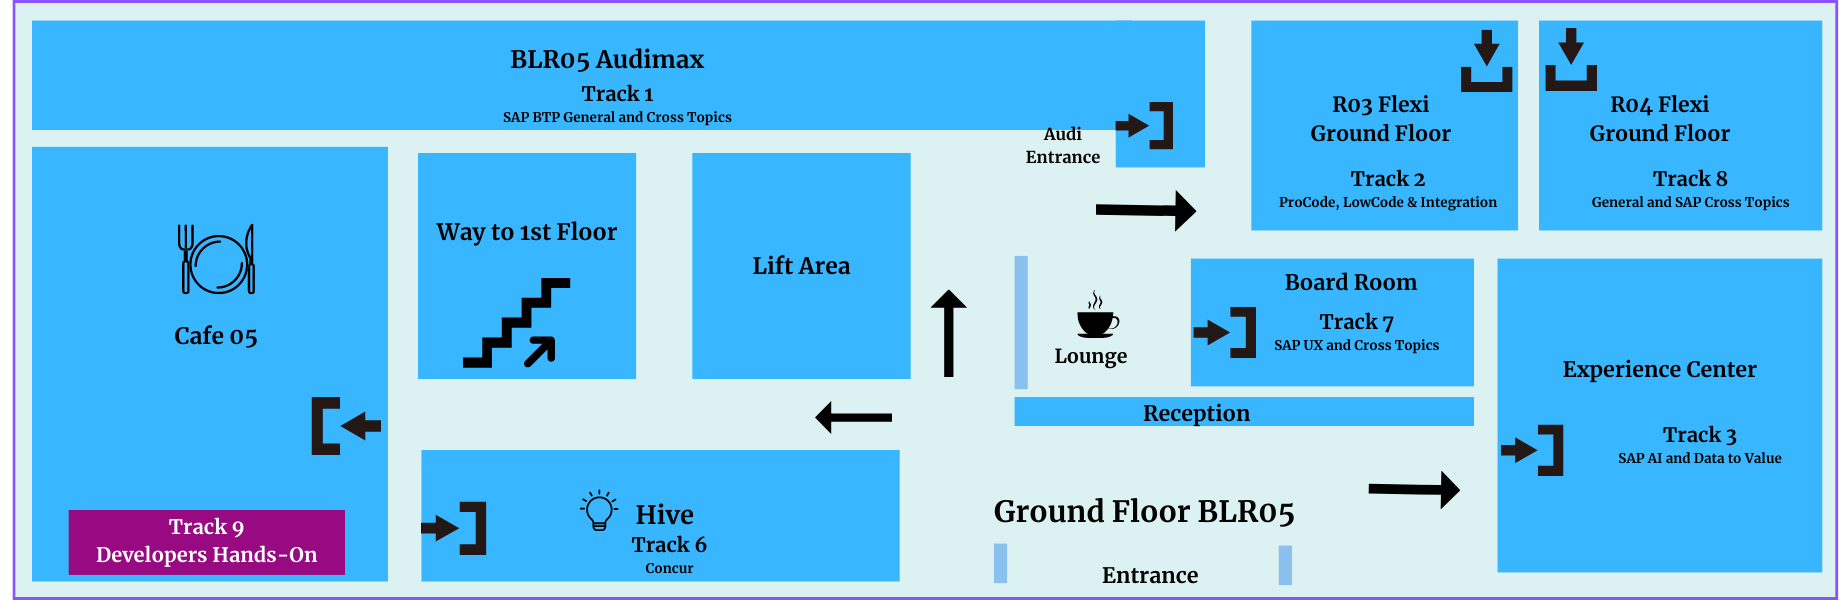 BLR05 Audimax
Track 1
SAP BTP General and Cross Topics
Audi
Entrance
R03 Flexi
Ground Floor
Track 2
ProCode, LowCode & Integration
R04 Flexi
Ground Floor
Track 8
General and SAP Cross Topics
Cafe 05
Track 9
Developers Hands-On
Way to 1st Floor
Lift Area
Lounge
Board Room
Track 7
SAP UX and Cross Topics
Reception
Experience Center
Track 3
SAP AI and Data to Value
Hive
Track 6
Concur
Ground Floor BLR05
Entrance